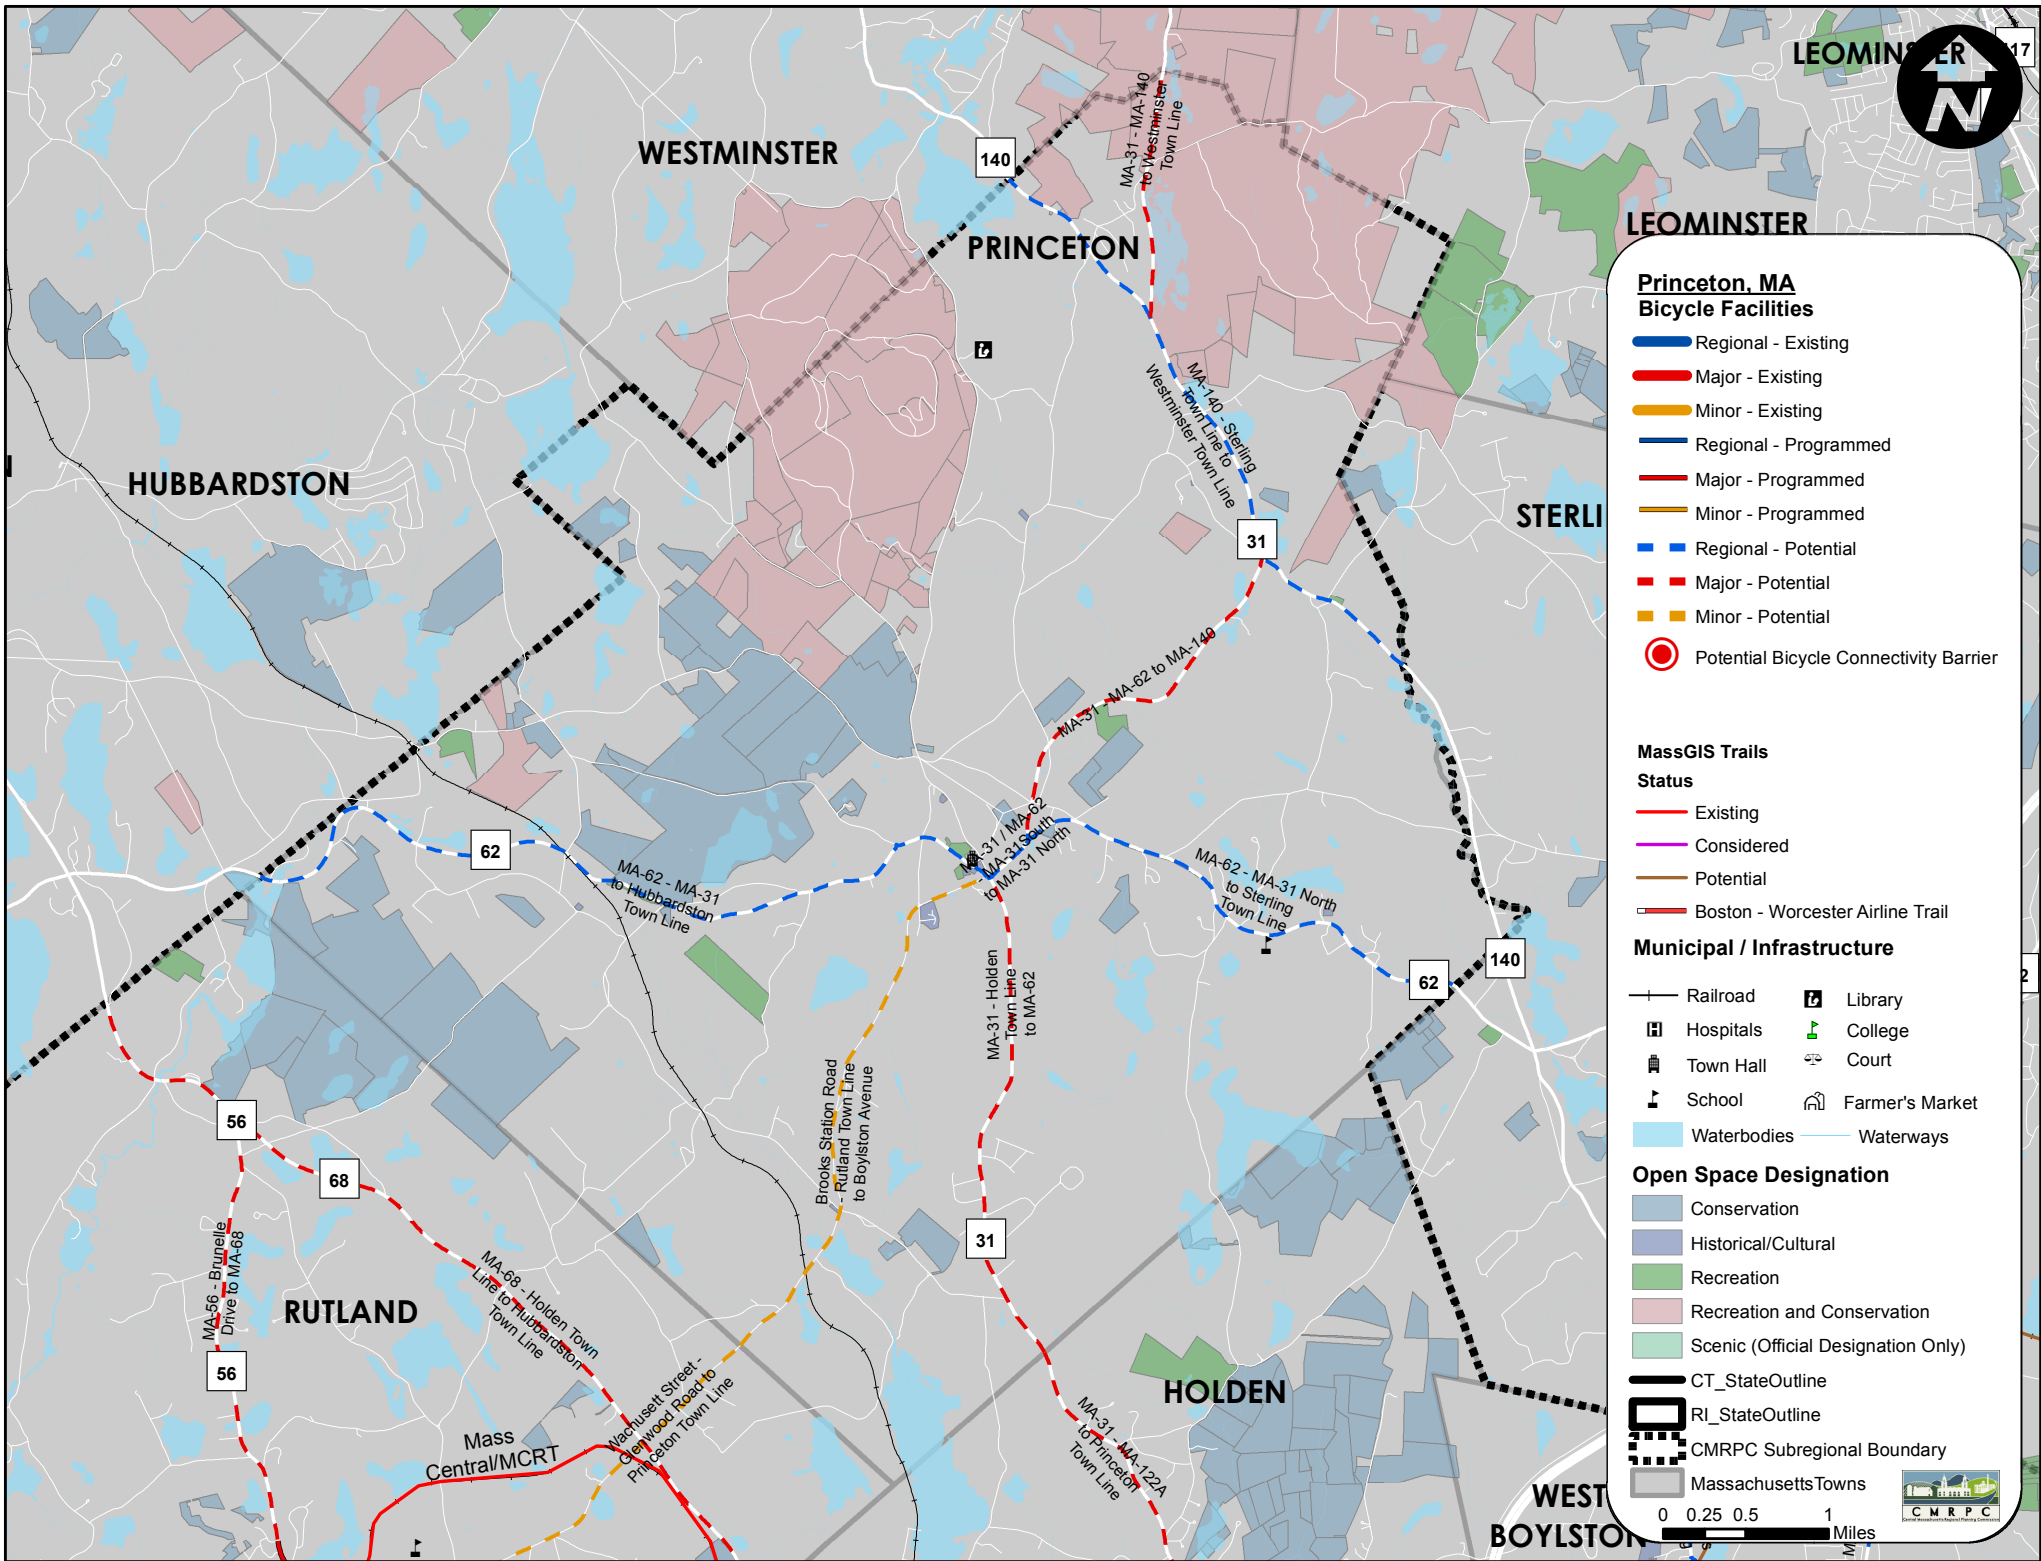 LEOMINSTER
17
N
WESTMINSTER
140
MA-31 - MA-140
to Westminster
Town Line
PRINCETON
LEOMINSTER
MA-140 - Sterling
Town Line to
Westminster Town Line
HUBBARDSTON
STERLI
31
MA-31 - MA-62 to MA-140
62
MA-62 - MA-31
to Hubbardston
Town Line
MA-31 / MA-62
MA-31South
to MA-31 North
MA-62 - MA-31 North
to Sterling
Town Line
140
62
2
MA-31 - Holden
Town Line
to MA-62
Brooks Station Road
- Rutland Town Line
to Boylston Avenue
56
68
31
MA-56 - Brunelle
Drive to MA-68
RUTLAND
MA-68 - Holden Town
Line to Hubbardston
Town Line
56
Wachusett Street -
Glenwood Road to
Princeton Town Line
Mass
Central/MCRT
HOLDEN
MA-31 - MA-122A
to Princeton
Town Line
WEST
BOYLSTON
Princeton, MA
Bicycle Facilities
Regional - Existing
Major - Existing
Minor - Existing
Regional - Programmed
Major - Programmed
Minor - Programmed
Regional - Potential
Major - Potential
Minor - Potential
Potential Bicycle Connectivity Barrier
MassGIS Trails
Status
Existing
Considered
Potential
Boston - Worcester Airline Trail
Municipal / Infrastructure
Railroad
Library
Hospitals
College
Town Hall
Court
School
Farmer's Market
Waterbodies
Waterways
Open Space Designation
Conservation
Historical/Cultural
Recreation
Recreation and Conservation
Scenic (Official Designation Only)
CT_StateOutline
RI_StateOutline
CMRPC Subregional Boundary
MassachusettsTowns
0 0.25 0.5 1
Miles
CMRPC